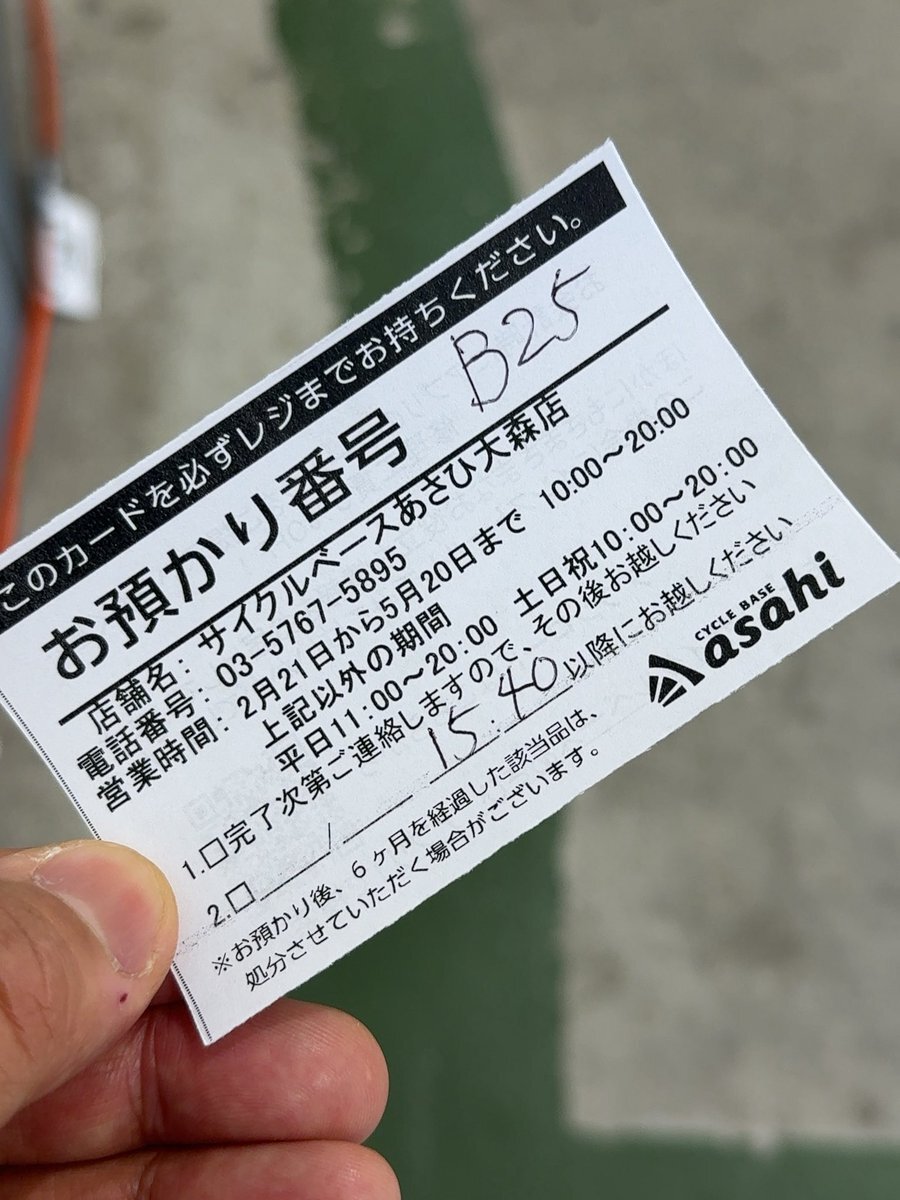 このカードを必ずレジまでお持ちください。
お預かり番号 B25
店舗名: サイクルベースあさひ大森店
電話番号: 03-5767-5895
営業時間: 2月21日から5月20日まで 10:00～20:00
上記以外の期間
平日11:00～20:00 土日祝10:00～20:00
1.□完了次第ご連絡しますので、その後お越しください
2.□ / 15:40 以降にお越しください
※お預かり後、6ヶ月を経過した該当品は、
処分させていただく場合がございます。
CYCLE BASE
asahi